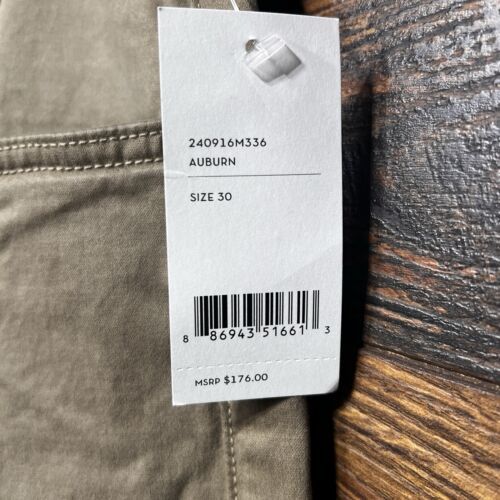 240916M336
AUBURN
SIZE 30
8 86943 51661 3
MSRP $176.00